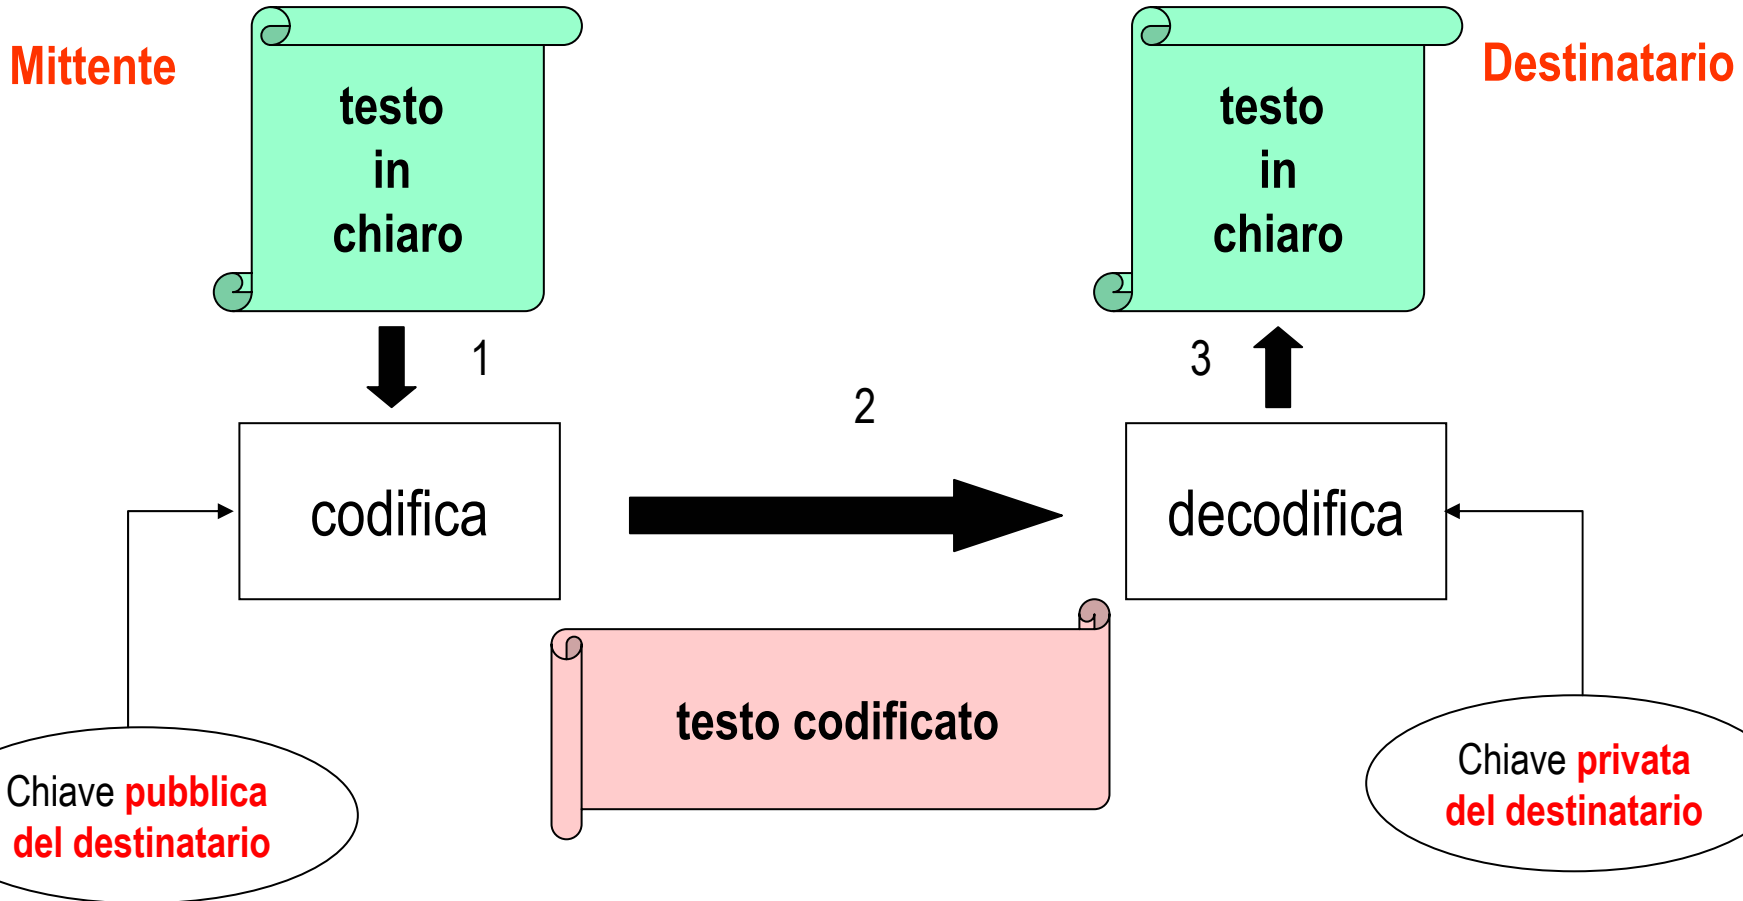 Mittente
testo
in
chiaro
Destinatario
testo
in
chiaro
1
2
3
codifica
decodifica
testo codificato
Chiave pubblica
del destinatario
Chiave privata
del destinatario